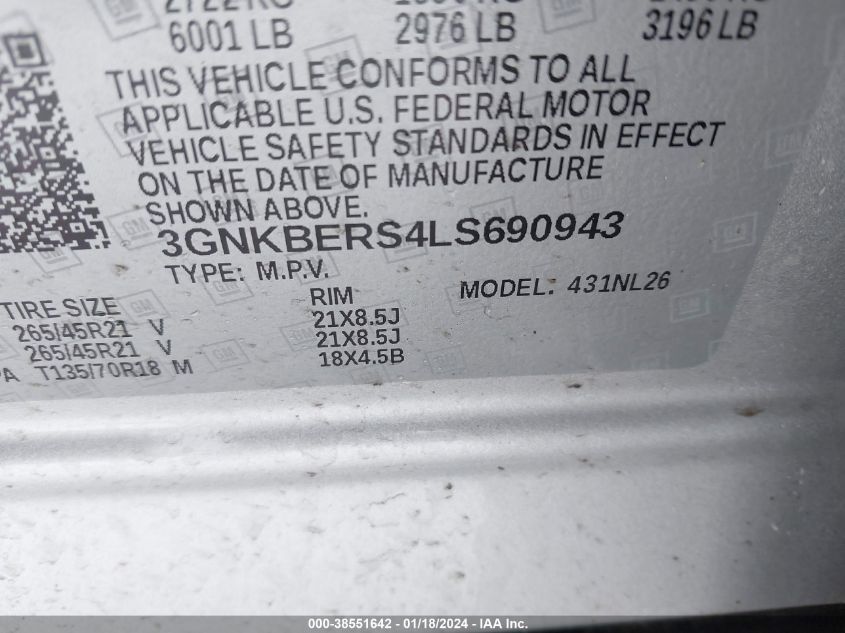 6001 LB 2976 LB 3196 LB
THIS VEHICLE CONFORMS TO ALL
APPLICABLE U.S. FEDERAL MOTOR
VEHICLE SAFETY STANDARDS IN EFFECT
ON THE DATE OF MANUFACTURE
SHOWN ABOVE.
3GNKBERS4LS690943
TYPE: M.P.V.
TIRE SIZE RIM MODEL: 431NL26
265/45R21 V 21X8.5J
265/45R21 V 21X8.5J
PA T135/70R18 M 18X4.5B
000-38551642 - 01/18/2024 - IAA Inc.